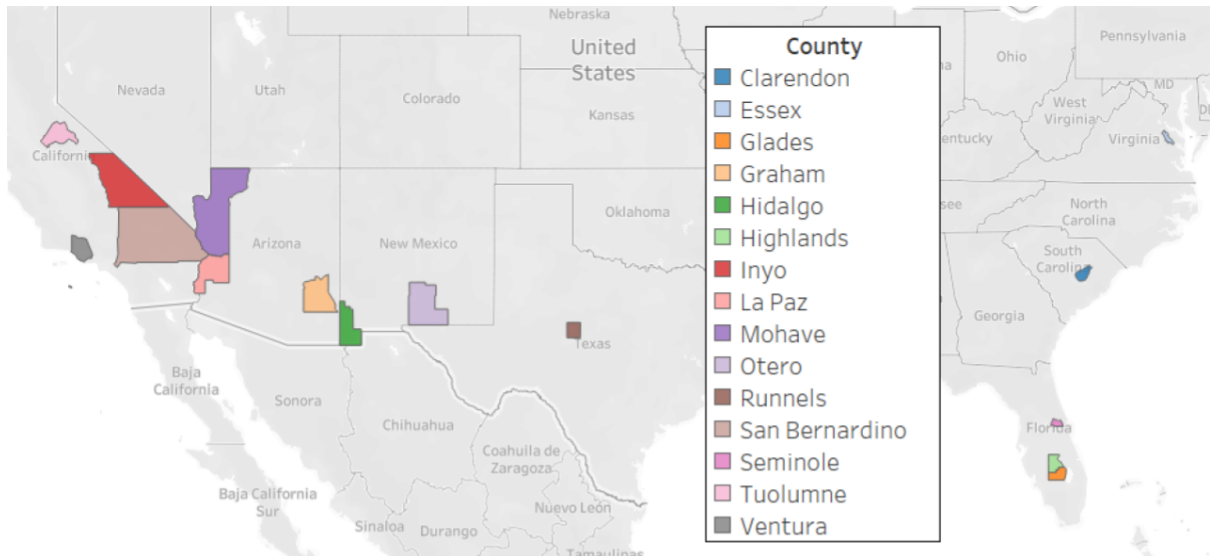 Nebraska
United
States
Nevada
Utah
Colorado
Kansas
California
Arizona
New Mexico
Oklahoma
Texas
Baja
California
Sonora
Chihuahua
Coahuila de
Zaragoza
Baja California
Sur
Sinaloa
Durango
Nuevo León
Tamaulipas
County
Clarendon
Essex
Glades
Graham
Hidalgo
Highlands
Inyo
La Paz
Mohave
Otero
Runnels
San Bernardino
Seminole
Tuolumne
Ventura
Pennsylvania
Ohio
MD
West
Virginia
DE
entucky
Virginia
see
North
Carolina
South
Carolina
Georgia
Florida